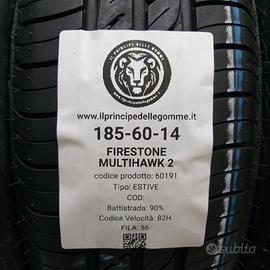 IL PRINCIPE DELLE GOMME
www.ilprincipedellegomme.it
185-60-14
FIRESTONE
MULTIHAWK 2
codice prodotto: 60191
Tipo: ESTIVE
COD:
Battistrada: 90%
Codice Velocità: 82H
FILA: 56
subito